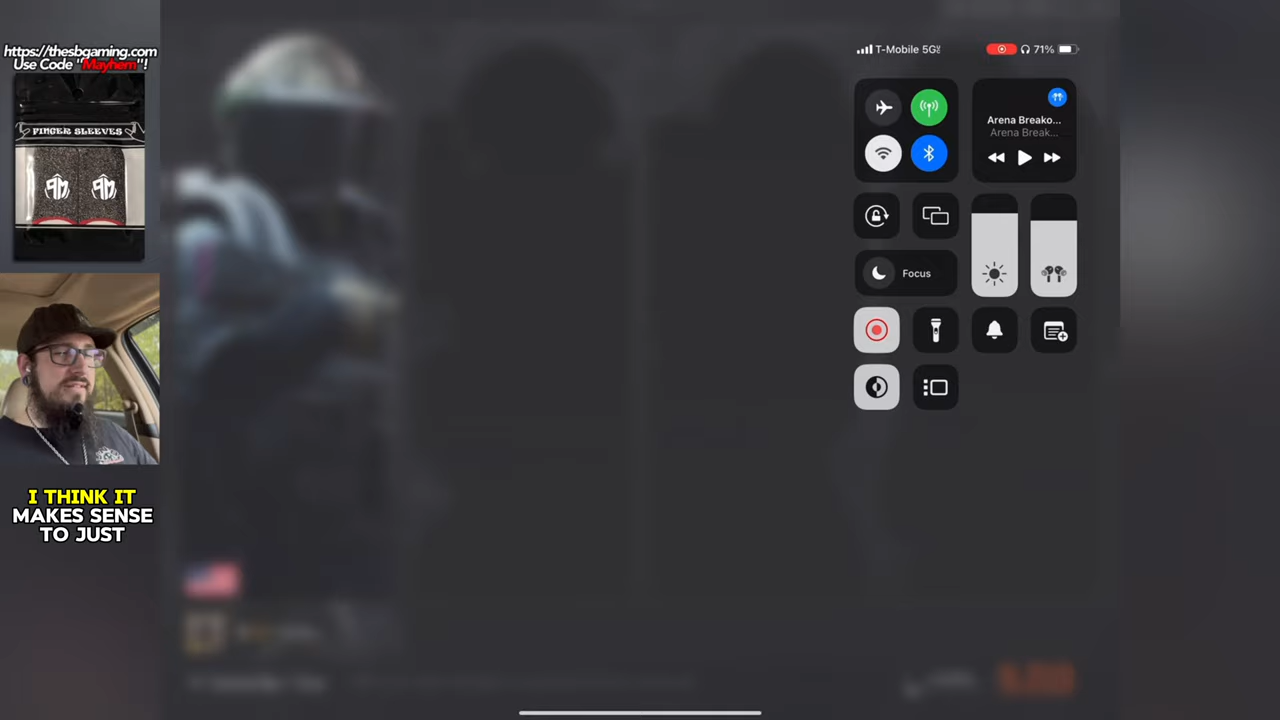 https://thesbgaming.com
Use Code "Mayhem"!
FINGER SLEEVES
I THINK IT
MAKES SENSE
TO JUST
T-Mobile 5G
71%
Arena Breako...
Arena Break...
Focus